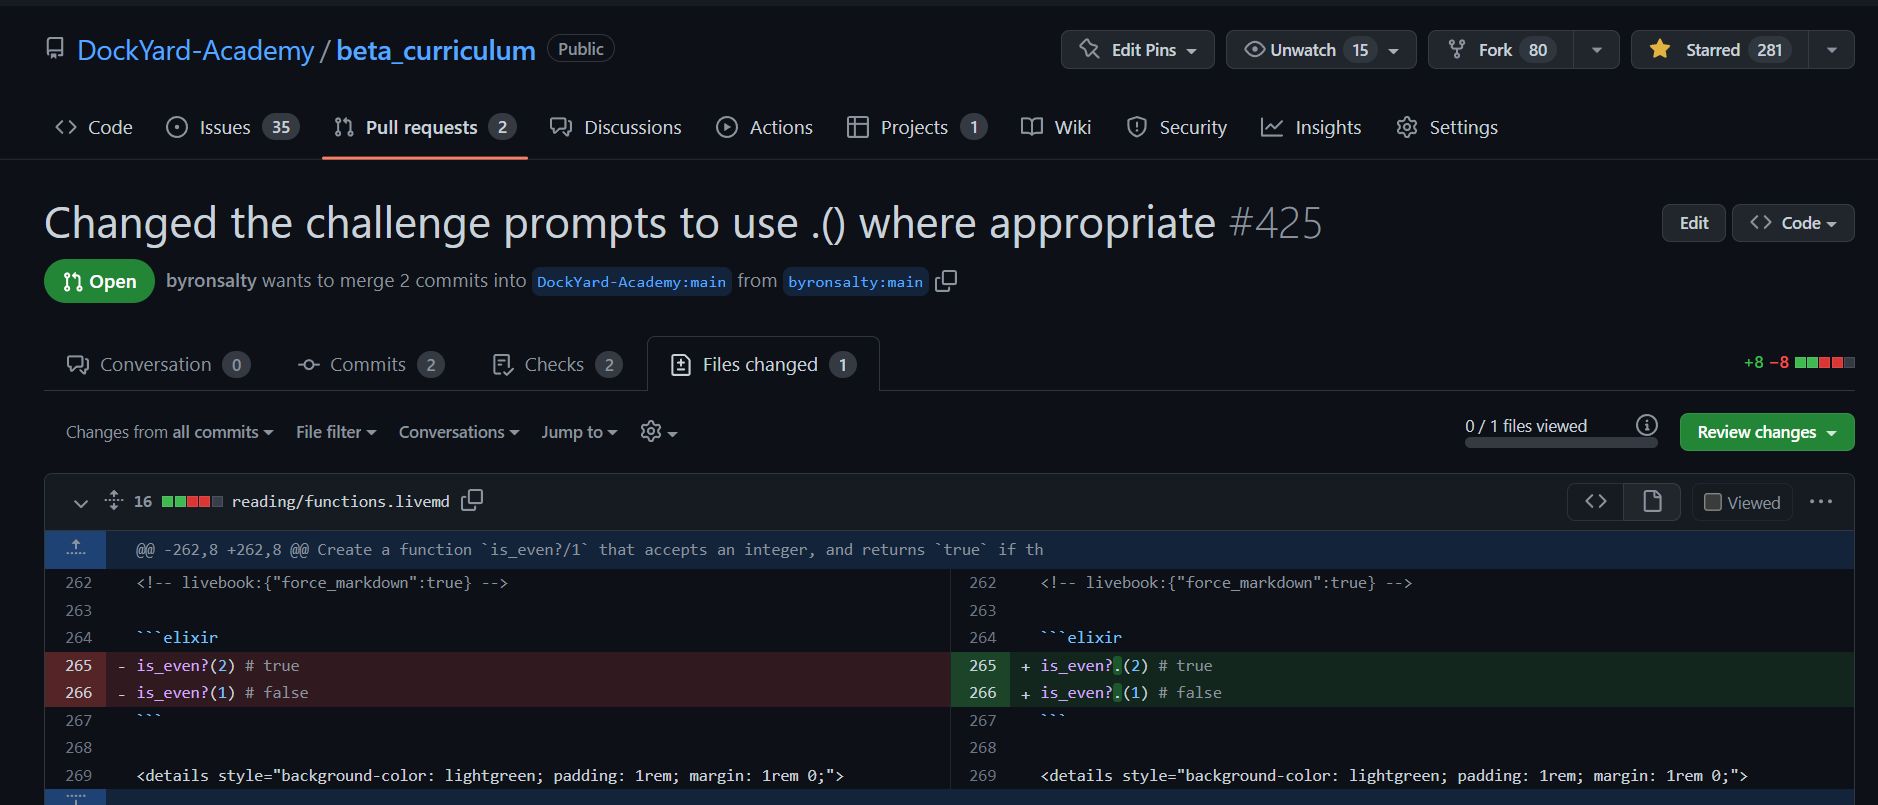 DockYard-Academy / beta_curriculum Public Edit Pins Unwatch 15 Fork 80 Starred 281
Code Issues 35 Pull requests 2 Discussions Actions Projects 1 Wiki Security Insights Settings
Changed the challenge prompts to use .() where appropriate #425 Edit Code
Open byronsalty wants to merge 2 commits into DockYard-Academy:main from byronsalty:main
Conversation 0 Commits 2 Checks 2 Files changed 1 +8 −8
Changes from all commits File filter Conversations Jump to 0 / 1 files viewed Review changes
16 reading/functions.livemd Viewed
@@ -262,8 +262,8 @@ Create a function `is_even?/1` that accepts an integer, and returns `true` if th
262 <!-- livebook:{"force_markdown":true} --> 262 <!-- livebook:{"force_markdown":true} -->
263 263
264 ```elixir 264 ```elixir
265 - is_even?(2) # true 265 + is_even?.(2) # true
266 - is_even?(1) # false 266 + is_even?.(1) # false
267 ``` 267 ```
268 268
269 <details style="background-color: lightgreen; padding: 1rem; margin: 1rem 0;"> 269 <details style="background-color: lightgreen; padding: 1rem; margin: 1rem 0;">